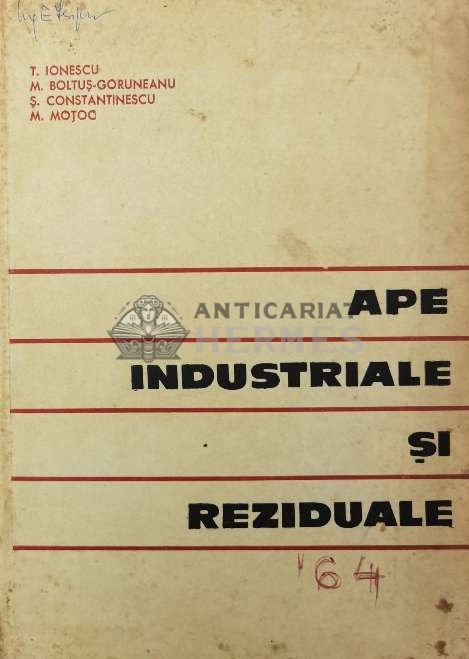 T. IONESCU
M. BOLTUȘ-GORUNEANU
Ș. CONSTANTINESCU
M. MOȚOC
ANTICARIAT
HERMES
APE
INDUSTRIALE
ȘI
REZIDUALE
'64